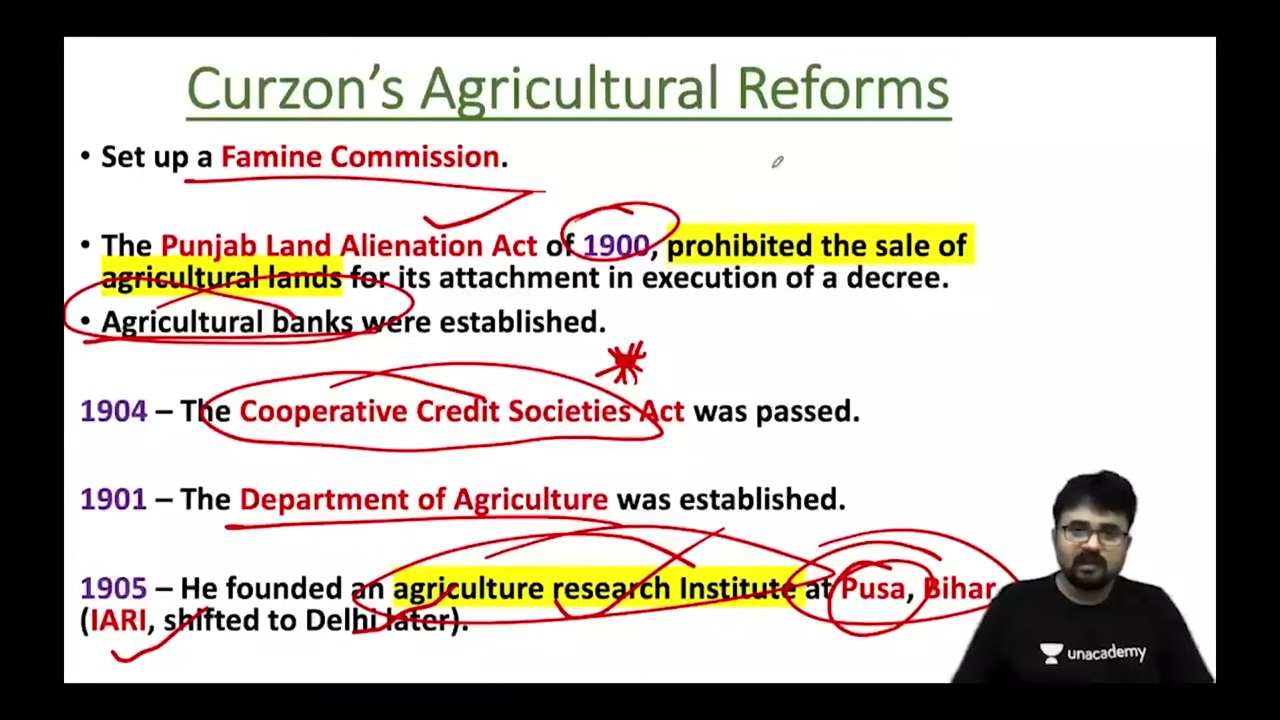 Curzon's Agricultural Reforms
• Set up a Famine Commission.
• The Punjab Land Alienation Act of 1900, prohibited the sale of
agricultural lands for its attachment in execution of a decree.
• Agricultural banks were established.
1904 – The Cooperative Credit Societies Act was passed.
1901 – The Department of Agriculture was established.
1905 – He founded an agriculture research Institute at Pusa, Bihar
(IARI, shifted to Delhi later).
unacademy